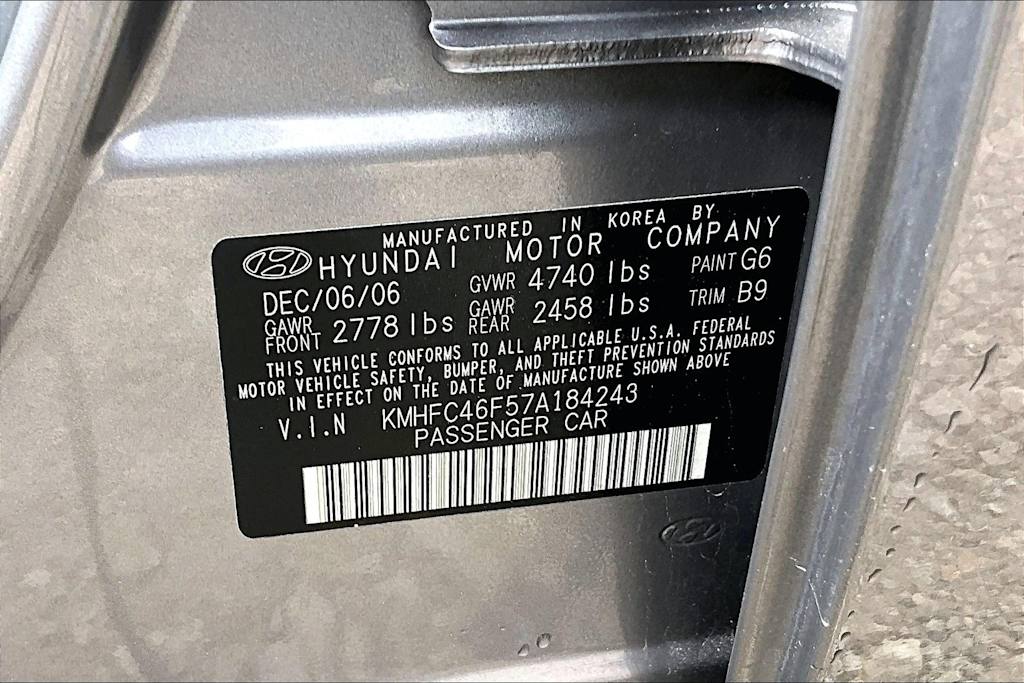 MANUFACTURED IN KOREA BY
HYUNDAI MOTOR COMPANY
DEC/06/06 GVWR 4740 lbs PAINT G6
GAWR FRONT 2778 lbs GAWR REAR 2458 lbs TRIM B9
THIS VEHICLE CONFORMS TO ALL APPLICABLE U.S.A. FEDERAL
MOTOR VEHICLE SAFETY, BUMPER, AND THEFT PREVENTION STANDARDS
IN EFFECT ON THE DATE OF MANUFACTURE SHOWN ABOVE
V.I.N KMHFC46F57A184243
PASSENGER CAR